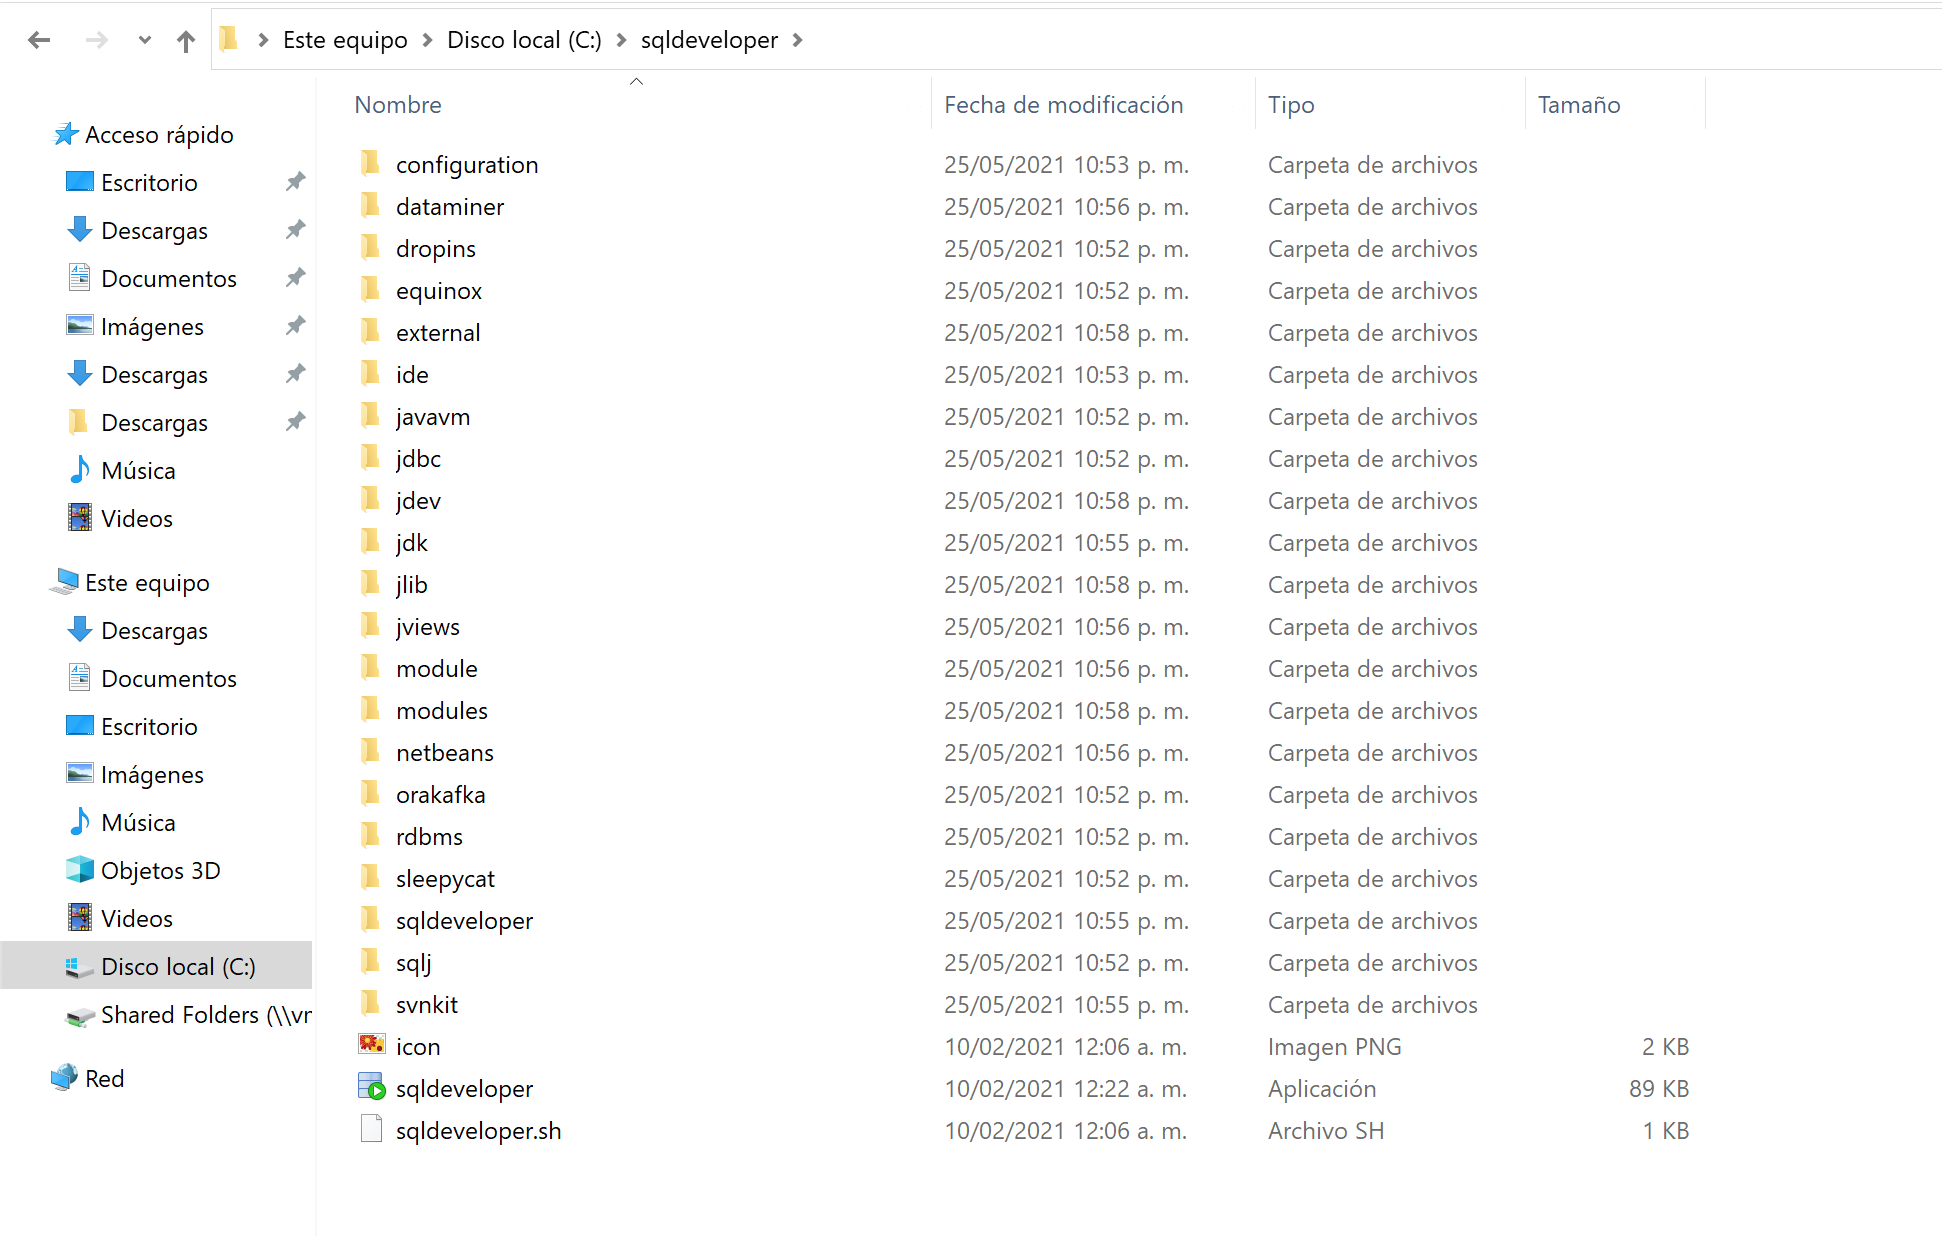 Este equipo Disco local (C:) sqldeveloper
Nombre Fecha de modificación Tipo Tamaño
Acceso rápido
Escritorio
Descargas
Documentos
Imágenes
Descargas
Descargas
Música
Videos
Este equipo
Descargas
Documentos
Escritorio
Imágenes
Música
Objetos 3D
Videos
Disco local (C:)
Shared Folders (\\vr
Red
configuration 25/05/2021 10:53 p. m. Carpeta de archivos
dataminer 25/05/2021 10:56 p. m. Carpeta de archivos
dropins 25/05/2021 10:52 p. m. Carpeta de archivos
equinox 25/05/2021 10:52 p. m. Carpeta de archivos
external 25/05/2021 10:58 p. m. Carpeta de archivos
ide 25/05/2021 10:53 p. m. Carpeta de archivos
javavm 25/05/2021 10:52 p. m. Carpeta de archivos
jdbc 25/05/2021 10:52 p. m. Carpeta de archivos
jdev 25/05/2021 10:58 p. m. Carpeta de archivos
jdk 25/05/2021 10:55 p. m. Carpeta de archivos
jlib 25/05/2021 10:58 p. m. Carpeta de archivos
jviews 25/05/2021 10:56 p. m. Carpeta de archivos
module 25/05/2021 10:56 p. m. Carpeta de archivos
modules 25/05/2021 10:58 p. m. Carpeta de archivos
netbeans 25/05/2021 10:56 p. m. Carpeta de archivos
orakafka 25/05/2021 10:52 p. m. Carpeta de archivos
rdbms 25/05/2021 10:52 p. m. Carpeta de archivos
sleepycat 25/05/2021 10:52 p. m. Carpeta de archivos
sqldeveloper 25/05/2021 10:55 p. m. Carpeta de archivos
sqlj 25/05/2021 10:52 p. m. Carpeta de archivos
svnkit 25/05/2021 10:55 p. m. Carpeta de archivos
icon 10/02/2021 12:06 a. m. Imagen PNG 2 KB
sqldeveloper 10/02/2021 12:22 a. m. Aplicación 89 KB
sqldeveloper.sh 10/02/2021 12:06 a. m. Archivo SH 1 KB